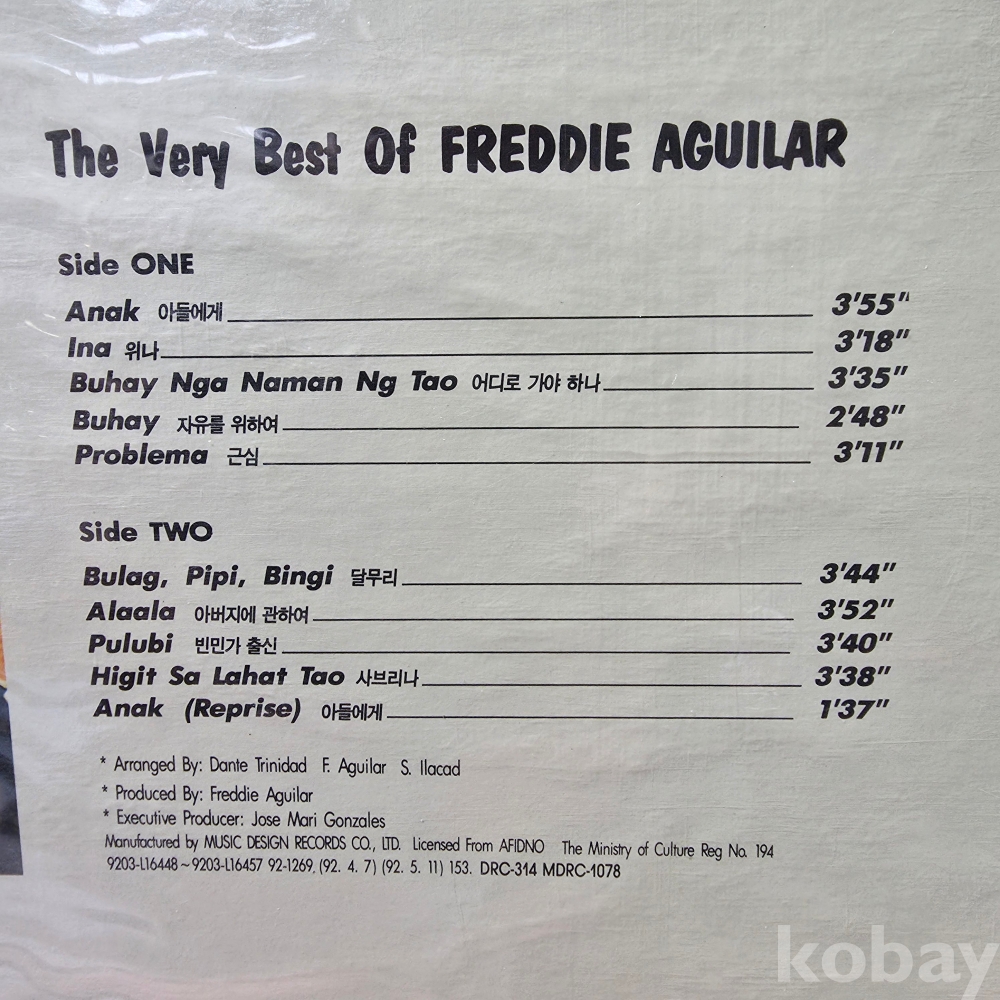 The Very Best Of FREDDIE AGUILAR
Side ONE
Anak 아들에게 3'55"
Ina 위나 3'18"
Buhay Nga Naman Ng Tao 어디로 가야 하나 3'35"
Buhay 자유를 위하여 2'48"
Problema 근심 3'11"
Side TWO
Bulag, Pipi, Bingi 달무리 3'44"
Alaala 아버지에 관하여 3'52"
Pulubi 빈민가 출신 3'40"
Higit Sa Lahat Tao 사브리나 3'38"
Anak (Reprise) 아들에게 1'37"
* Arranged By: Dante Trinidad F. Aguilar S. Ilacad
* Produced By: Freddie Aguilar
* Executive Producer: Jose Mari Gonzales
Manufactured by MUSIC DESIGN RECORDS CO., LTD. Licensed From AFIDNO The Ministry of Culture Reg No. 194
9203-L16448~9203-L16457 92-1269. (92. 4. 7) (92. 5. 11) 153. DRC-314 MDRC-1078
kobay